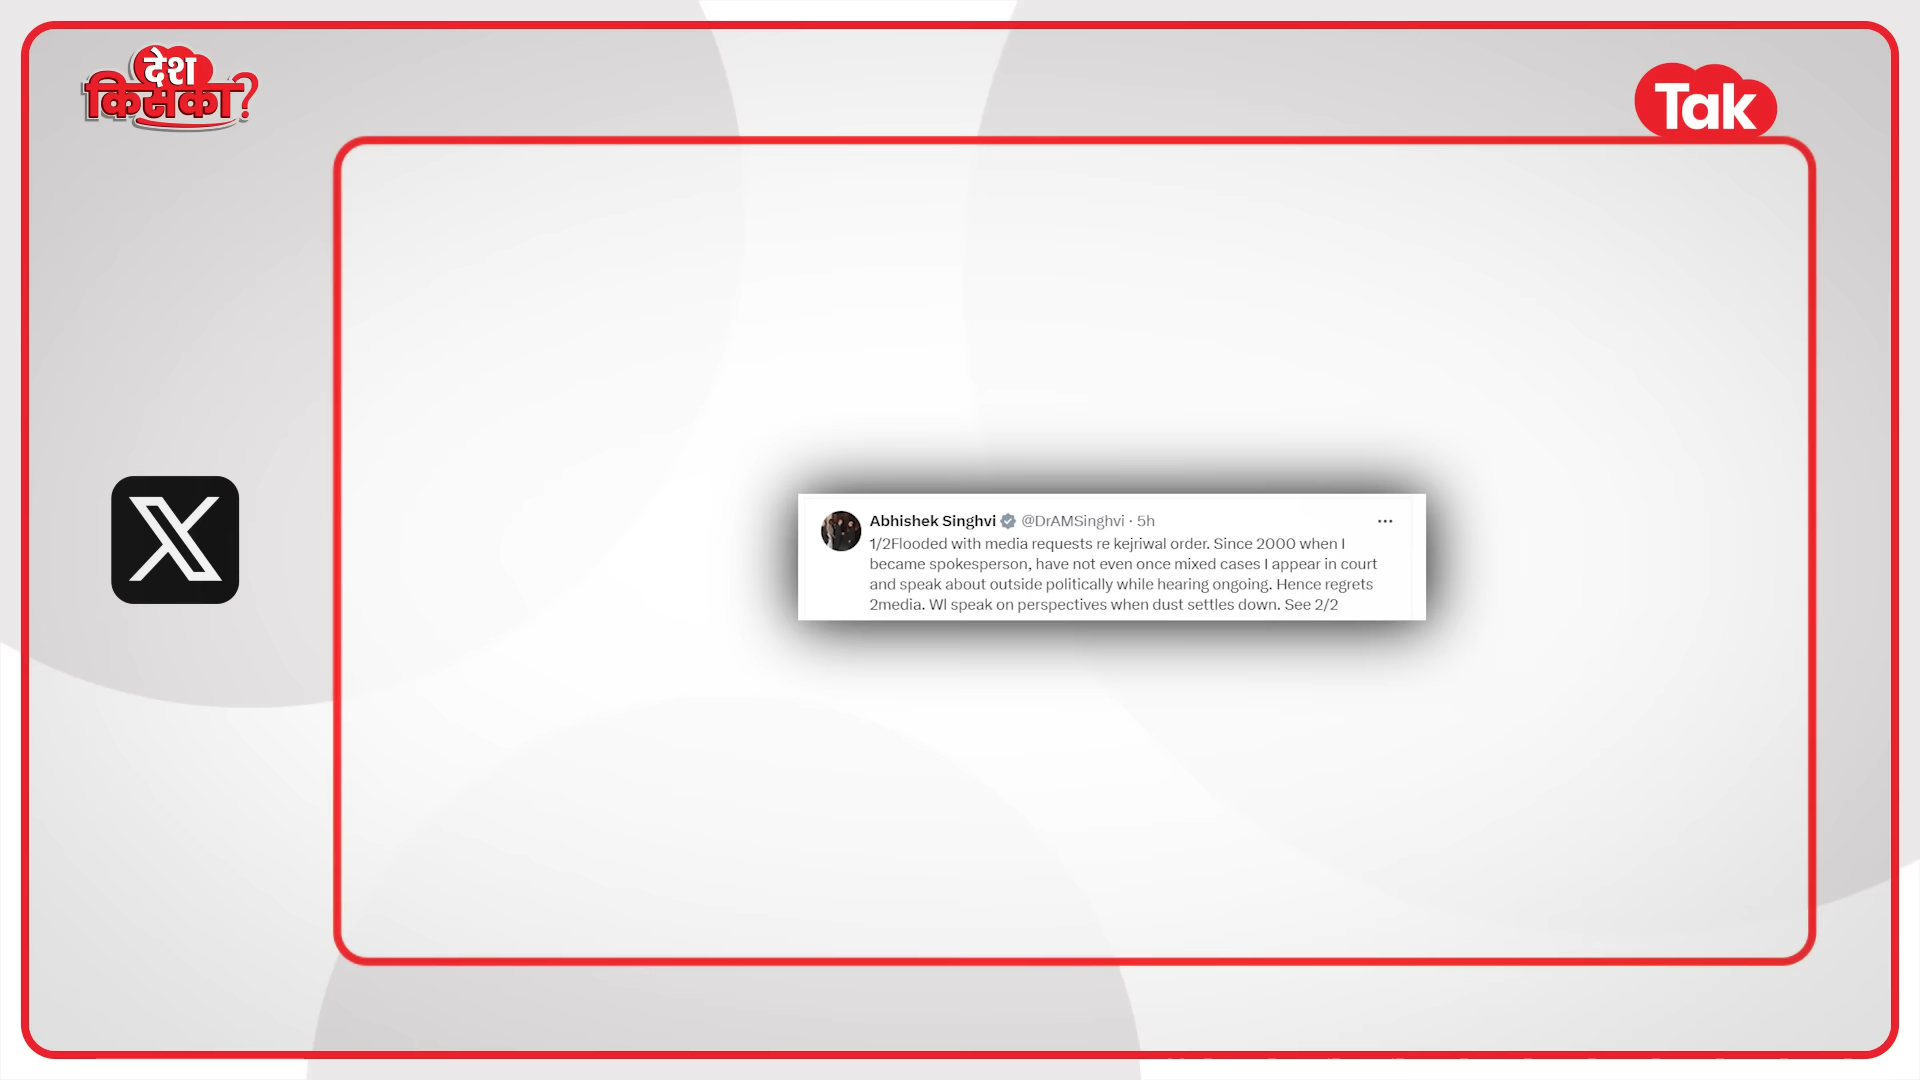 देश
किसका?
Tak
Abhishek Singhvi @DrAMSinghvi · 5h
1/2Flooded with media requests re kejriwal order. Since 2000 when I
became spokesperson, have not even once mixed cases I appear in court
and speak about outside politically while hearing ongoing. Hence regrets
2media. Wl speak on perspectives when dust settles down. See 2/2